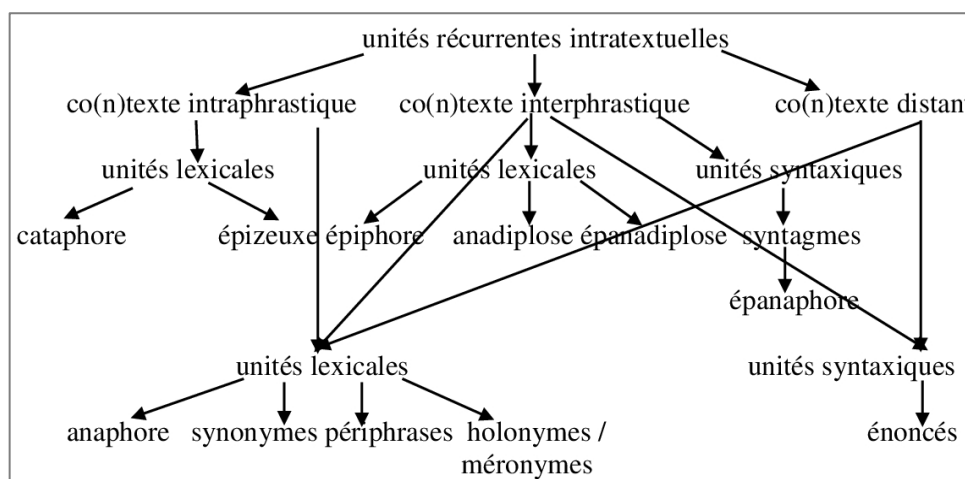 unités récurrentes intratextuelles
co(n)texte intraphrastique co(n)texte interphrastique co(n)texte distant
unités lexicales unités lexicales unités syntaxiques
cataphore épizeuxe épiphore anadiplose épanadiplose syntagmes
épanaphore
unités lexicales unités syntaxiques
anaphore synonymes périphrases holonymes / énoncés
méronymes